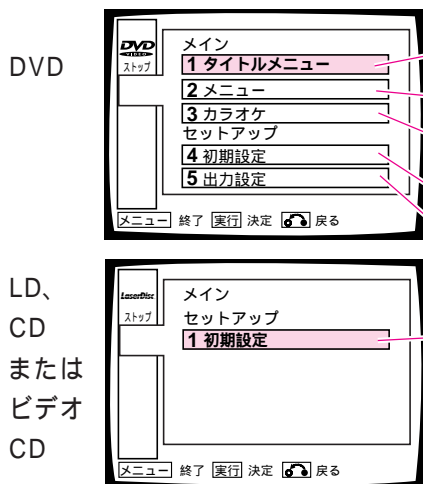 DVD
DVD
VIDEO
ストップ
メイン
1 タイトルメニュー
2 メニュー
3 カラオケ
セットアップ
4 初期設定
5 出力設定
メニュー 終了 実行 決定 戻る
LD、
CD
または
ビデオ
CD
LaserDisc
ストップ
メイン
セットアップ
1 初期設定
メニュー 終了 実行 決定 戻る